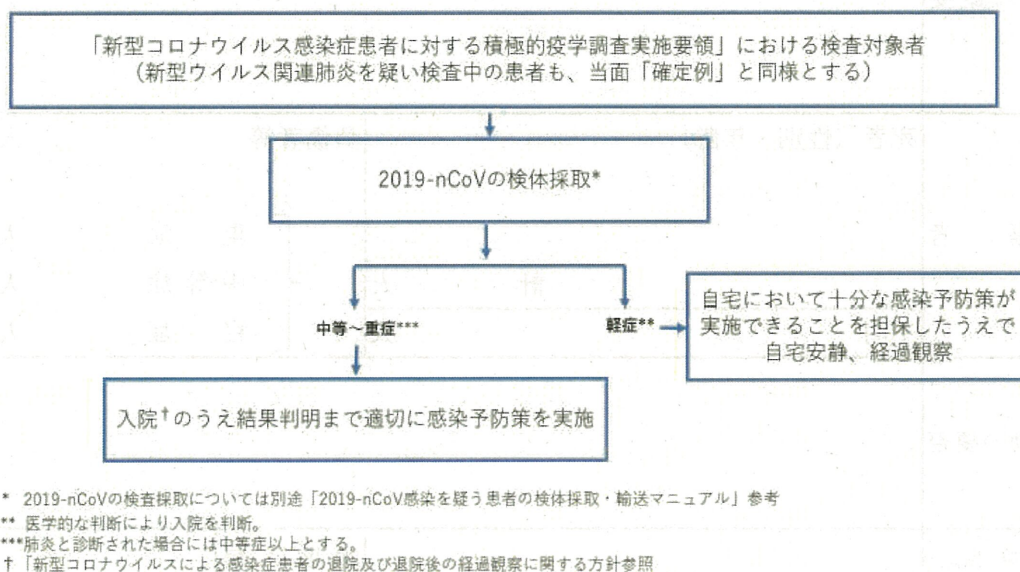 「新型コロナウイルス感染症患者に対する積極的疫学調査実施要領」における検査対象者
（新型ウイルス関連肺炎を疑い検査中の患者も、当面「確定例」と同様とする）
2019-nCoVの検体採取*
中等～重症***
軽症**
自宅において十分な感染予防策が
実施できることを担保したうえで
自宅安静、経過観察
入院†のうえ結果判明まで適切に感染予防策を実施
* 2019-nCoVの検査採取については別途「2019-nCoV感染を疑う患者の検体採取・輸送マニュアル」参考
** 医学的な判断により入院を判断。
***肺炎と診断された場合には中等症以上とする。
†「新型コロナウイルスによる感染症患者の退院及び退院後の経過観察に関する方針参照